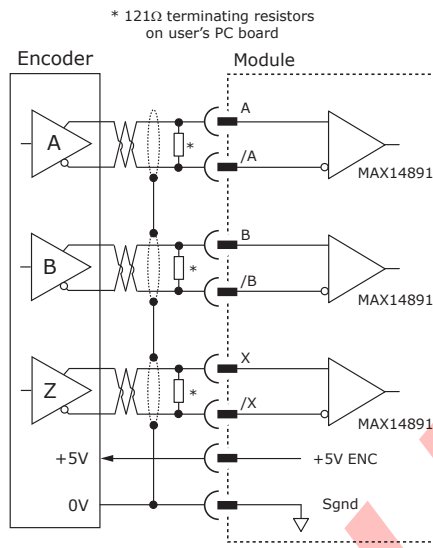 * 121Ω terminating resistors
on user's PC board
Encoder
Module
A
A
/A
*
MAX14891
B
B
/B
*
MAX14891
Z
X
/X
*
MAX14891
+5V
+5V ENC
0V
Sgnd